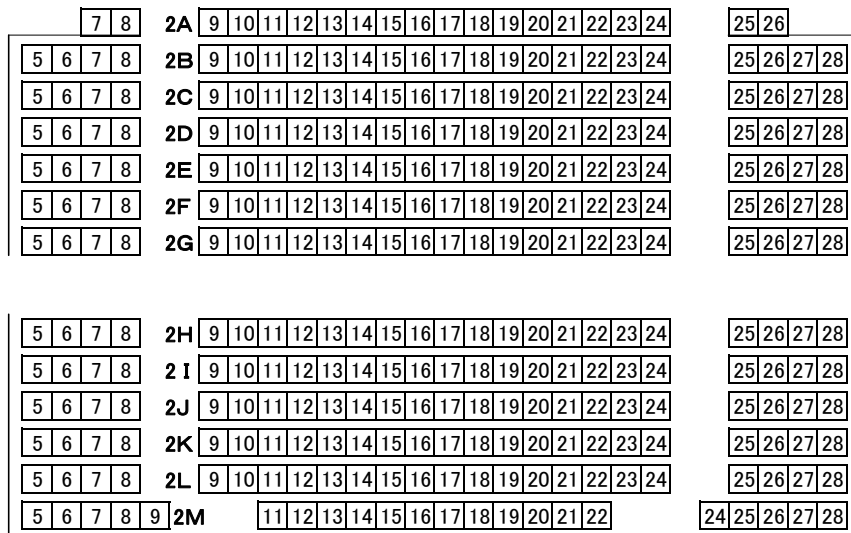 7 8 2A 9 10 11 12 13 14 15 16 17 18 19 20 21 22 23 24 25 26
5 6 7 8 2B 9 10 11 12 13 14 15 16 17 18 19 20 21 22 23 24 25 26 27 28
5 6 7 8 2C 9 10 11 12 13 14 15 16 17 18 19 20 21 22 23 24 25 26 27 28
5 6 7 8 2D 9 10 11 12 13 14 15 16 17 18 19 20 21 22 23 24 25 26 27 28
5 6 7 8 2E 9 10 11 12 13 14 15 16 17 18 19 20 21 22 23 24 25 26 27 28
5 6 7 8 2F 9 10 11 12 13 14 15 16 17 18 19 20 21 22 23 24 25 26 27 28
5 6 7 8 2G 9 10 11 12 13 14 15 16 17 18 19 20 21 22 23 24 25 26 27 28
5 6 7 8 2H 9 10 11 12 13 14 15 16 17 18 19 20 21 22 23 24 25 26 27 28
5 6 7 8 2I 9 10 11 12 13 14 15 16 17 18 19 20 21 22 23 24 25 26 27 28
5 6 7 8 2J 9 10 11 12 13 14 15 16 17 18 19 20 21 22 23 24 25 26 27 28
5 6 7 8 2K 9 10 11 12 13 14 15 16 17 18 19 20 21 22 23 24 25 26 27 28
5 6 7 8 2L 9 10 11 12 13 14 15 16 17 18 19 20 21 22 23 24 25 26 27 28
5 6 7 8 9 2M 11 12 13 14 15 16 17 18 19 20 21 22 24 25 26 27 28